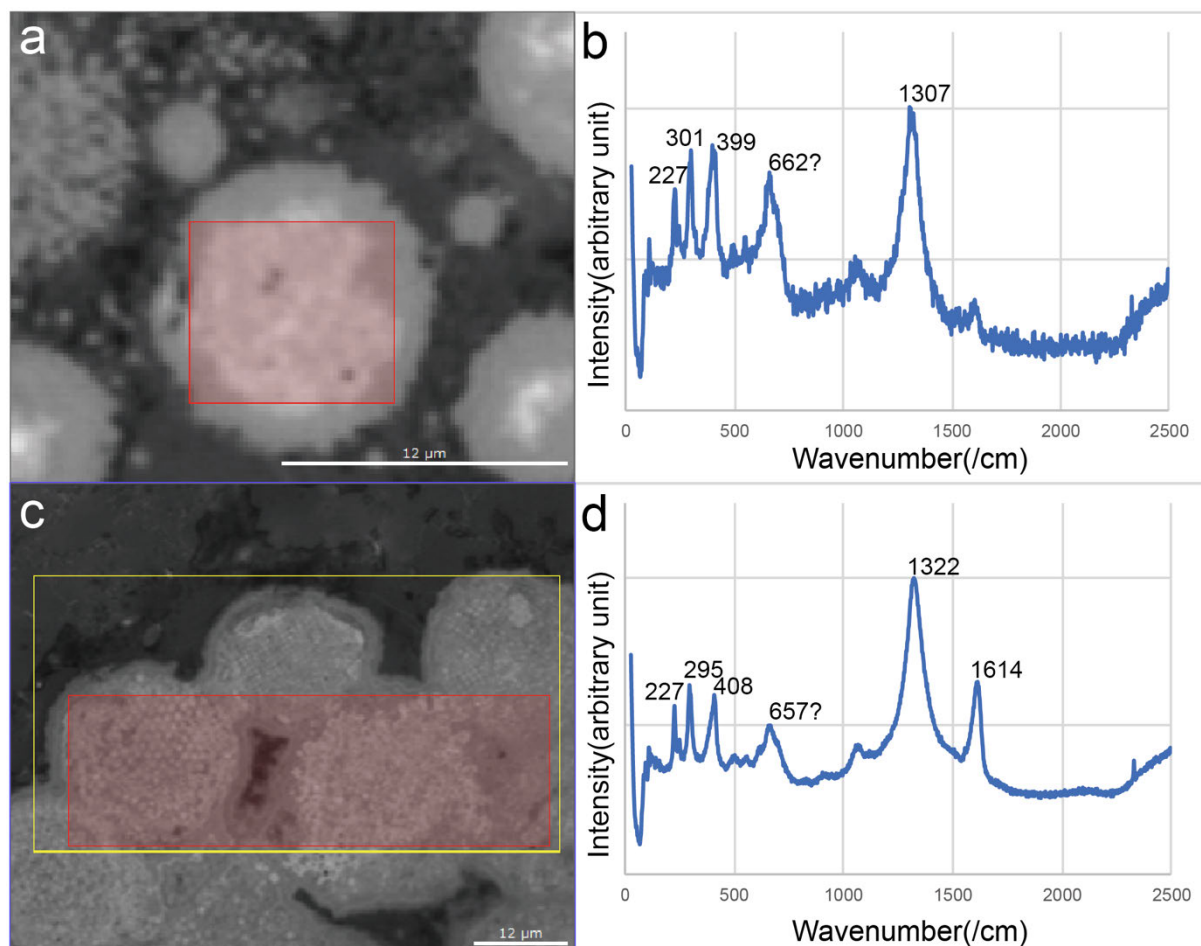 a
12 µm
b
Intensity(arbitrary unit)
227
301
399
662?
1307
0
500
1000
1500
2000
2500
Wavenumber(/cm)
c
12 µm
d
Intensity(arbitrary unit)
227
295
408
657?
1322
1614
0
500
1000
1500
2000
2500
Wavenumber(/cm)